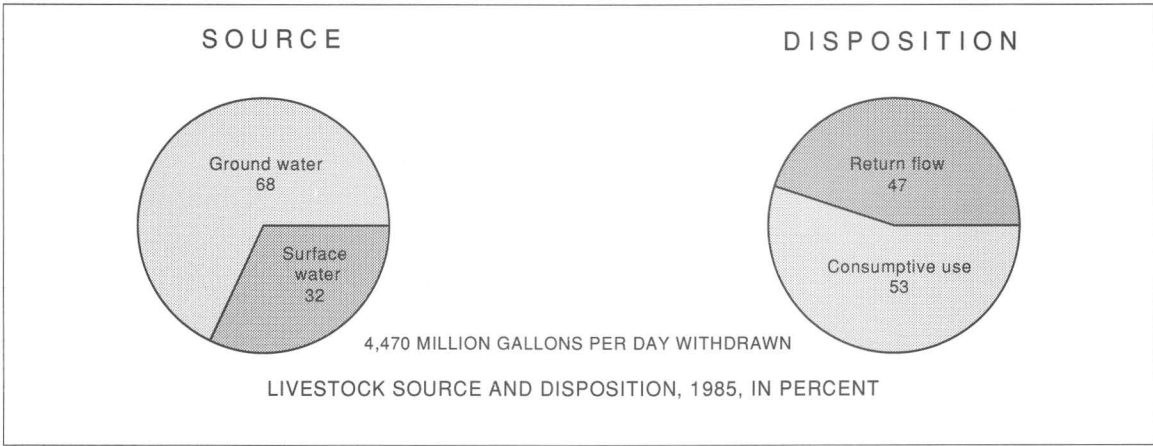 SOURCE
Ground water
68
Surface
water
32
DISPOSITION
Return flow
47
Consumptive use
53
4,470 MILLION GALLONS PER DAY WITHDRAWN
LIVESTOCK SOURCE AND DISPOSITION, 1985, IN PERCENT